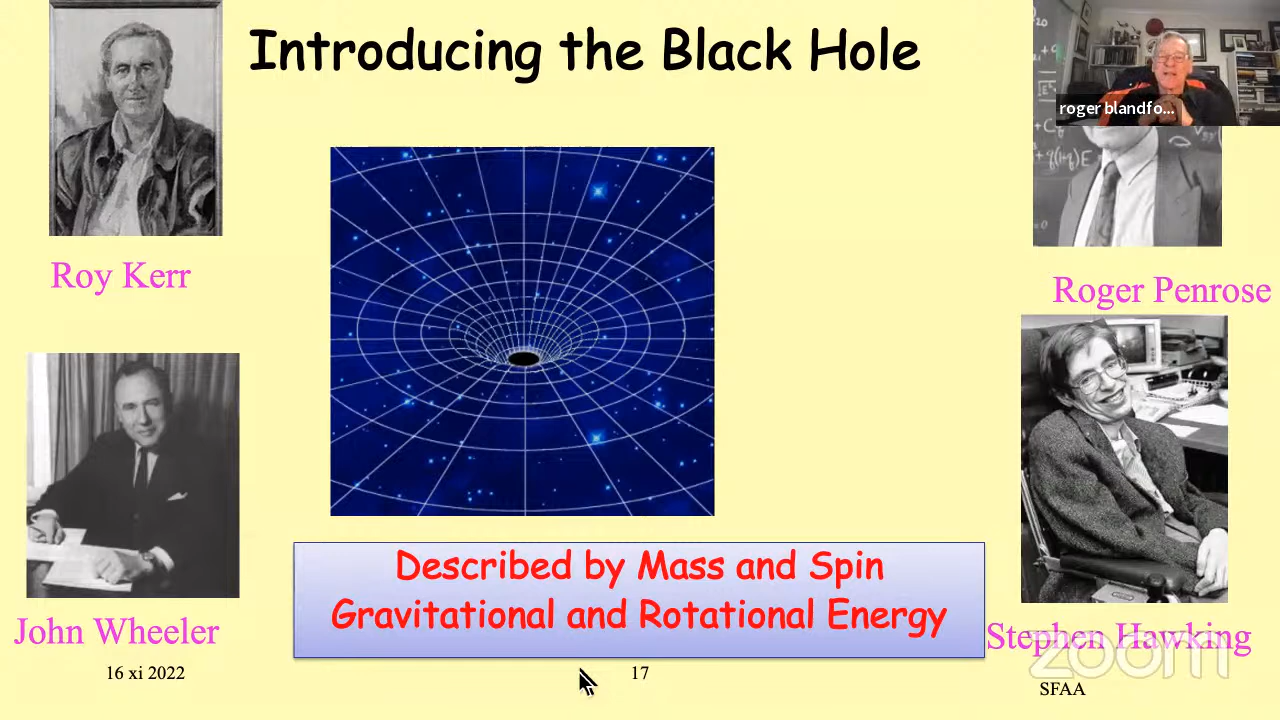 Introducing the Black Hole
roger blandfo...
Roy Kerr
Roger Penrose
Described by Mass and Spin
Gravitational and Rotational Energy
John Wheeler
Stephen Hawking
zoom
16 xi 2022
17
SFAA